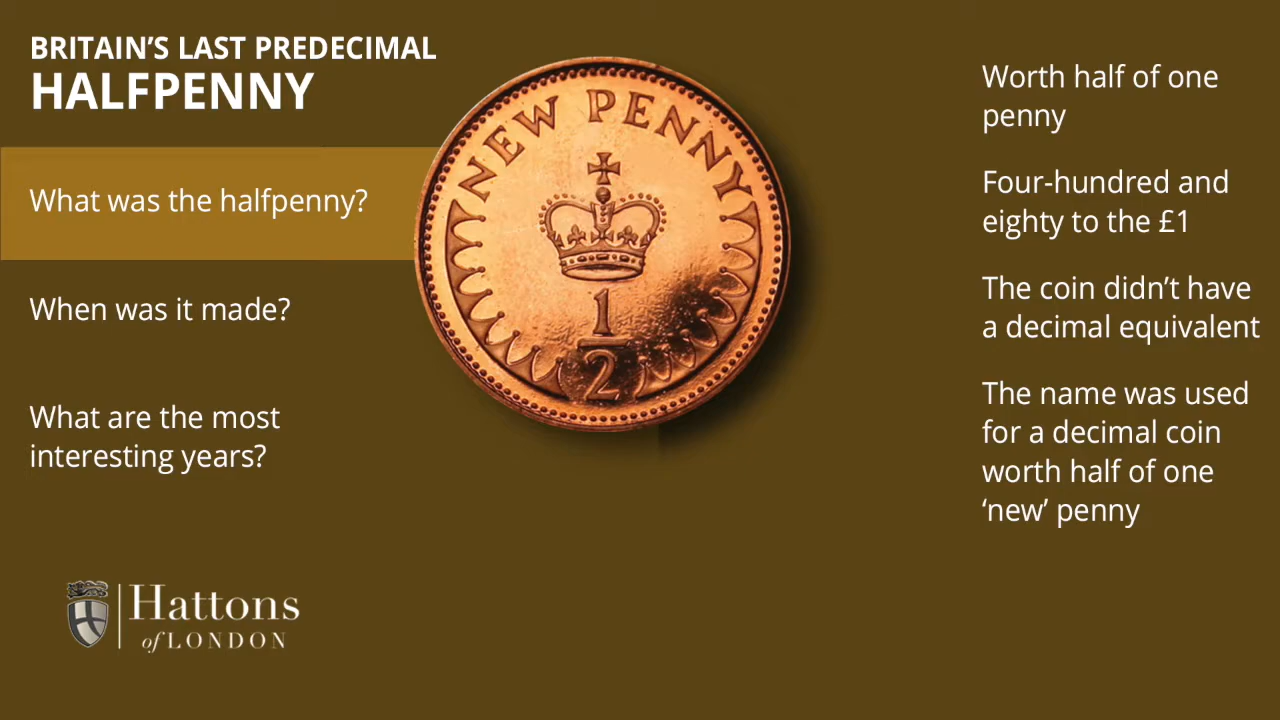 BRITAIN’S LAST PREDECIMAL
HALFPENNY
What was the halfpenny?
When was it made?
What are the most
interesting years?
NEW PENNY
1
2
Worth half of one
penny
Four-hundred and
eighty to the £1
The coin didn’t have
a decimal equivalent
The name was used
for a decimal coin
worth half of one
‘new’ penny
Hattons
of LONDON